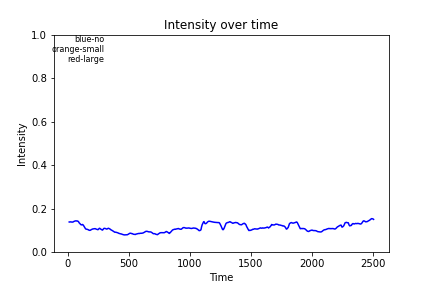 Intensity over time
blue-no
orange-small
red-large
1.0
0.8
0.6
0.4
0.2
0.0
Intensity
0 500 1000 1500 2000 2500
Time